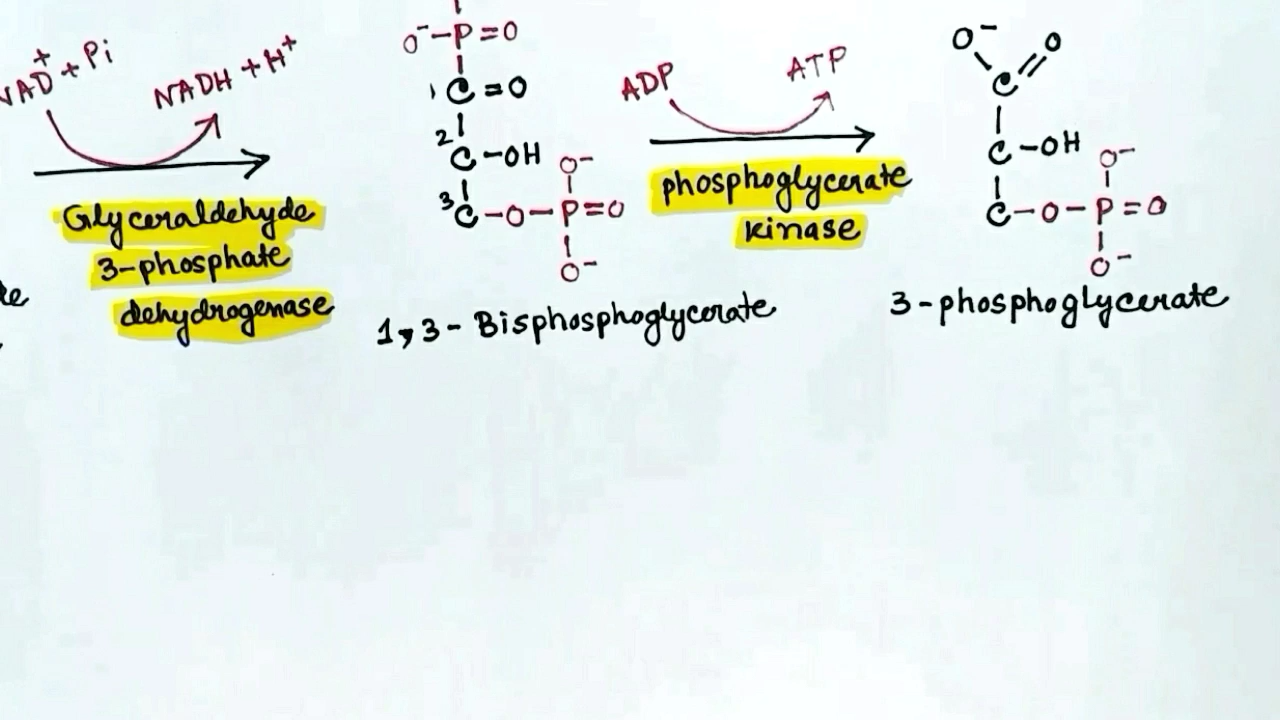 NAD+ + Pi
NADH + H+
Glyceraldehyde
3-phosphate
dehydrogenase
O⁻-P=O
1 C=O
2 C-OH
3 C-O-P=O
O⁻
O⁻
1,3-Bisphosphoglycerate
ADP
ATP
phosphoglycerate
kinase
O⁻ O
C
C-OH
C-O-P=O
O⁻
O⁻
3-phosphoglycerate